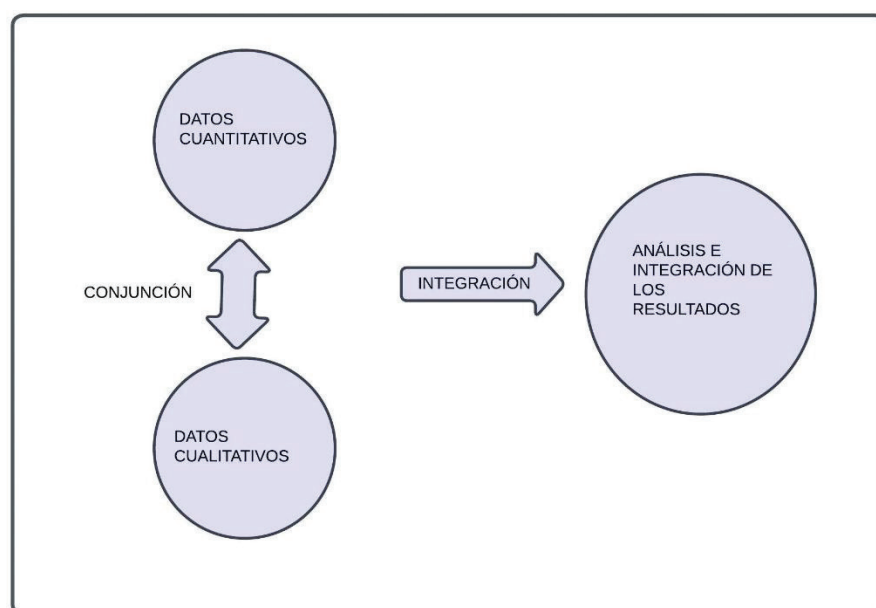 DATOS
CUANTITATIVOS
CONJUNCIÓN
DATOS
CUALITATIVOS
INTEGRACIÓN
ANÁLISIS E
INTEGRACIÓN DE
LOS
RESULTADOS